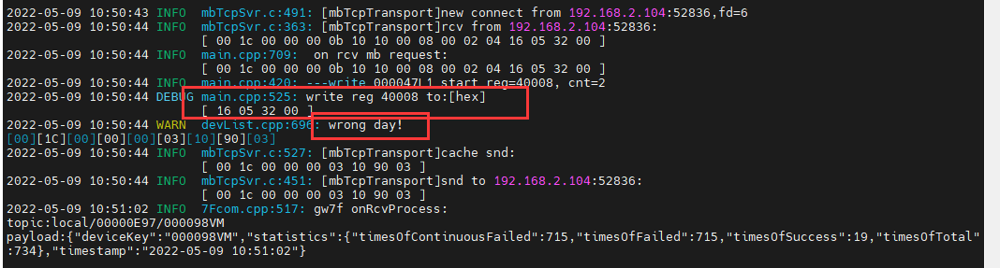 2022-05-09 10:50:43 INFO  mbTcpSvr.c:491: [mbTcpTransport]new connect from 192.168.2.104:52836,fd=6
2022-05-09 10:50:44 INFO  mbTcpSvr.c:363: [mbTcpTransport]rcv from 192.168.2.104:52836:
[ 00 1c 00 00 00 0b 10 10 00 08 00 02 04 16 05 32 00 ]
2022-05-09 10:50:44 INFO  main.cpp:709:  on rcv mb request:
[ 00 1c 00 00 00 0b 10 10 00 08 00 02 04 16 05 32 00 ]
2022-05-09 10:50:44 INFO  main.cpp:420: ---write 000047L1 start reg=40008, cnt=2
2022-05-09 10:50:44 DEBUG main.cpp:525: write reg 40008 to:[hex]
[ 16 05 32 00 ]
2022-05-09 10:50:44 WARN  devList.cpp:696: wrong day!
[00][1C][00][00][00][03][10][90][03]
2022-05-09 10:50:44 INFO  mbTcpSvr.c:527: [mbTcpTransport]cache snd:
[ 00 1c 00 00 00 03 10 90 03 ]
2022-05-09 10:50:44 INFO  mbTcpSvr.c:451: [mbTcpTransport]snd to 192.168.2.104:52836:
[ 00 1c 00 00 00 03 10 90 03 ]
2022-05-09 10:51:02 INFO  7Fcom.cpp:517: gw7f onRcvProcess:
topic:local/00000E97/000098VM
payload:{"deviceKey":"000098VM","statistics":{"timesOfContinuousFailed":715,"timesOfFailed":715,"timesOfSuccess":19,"timesOfTotal"
:734},"timestamp":"2022-05-09 10:51:02"}